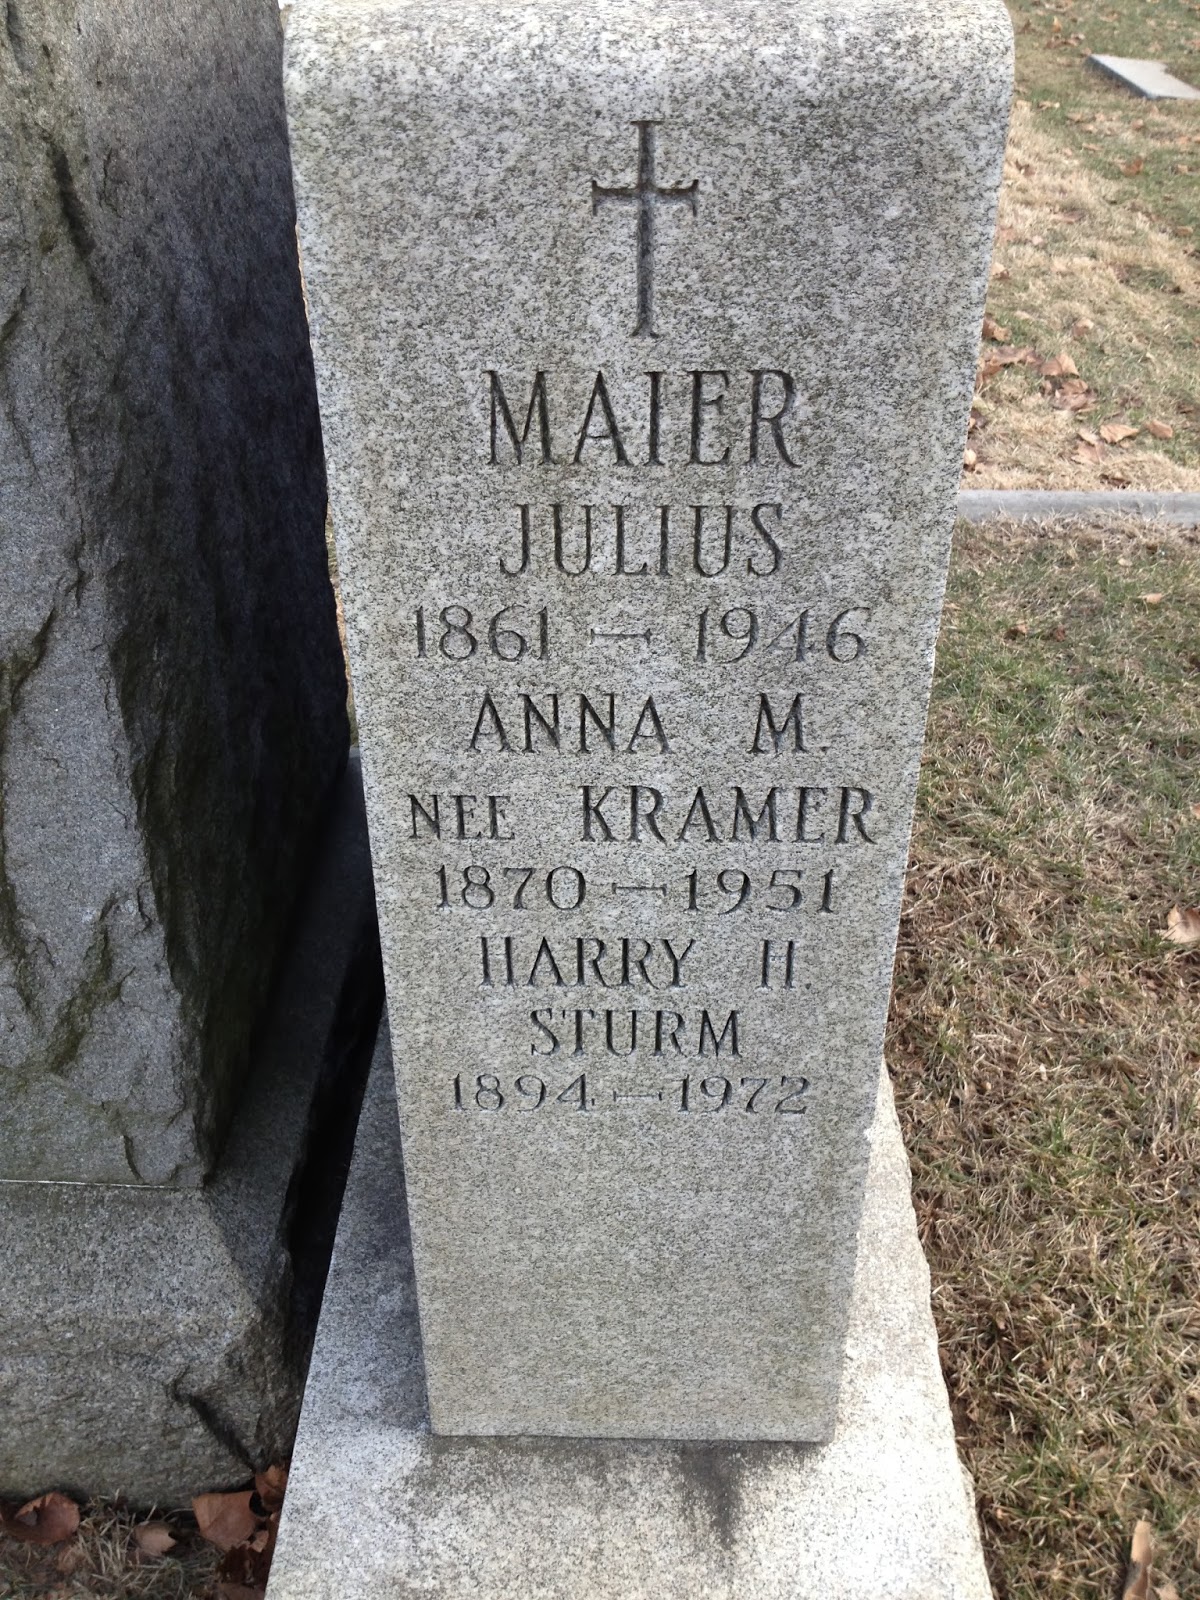 MAIER
JULIUS
1861 — 1946
ANNA M.
NEE KRAMER
1870 — 1951
HARRY H.
STURM
1894 — 1972